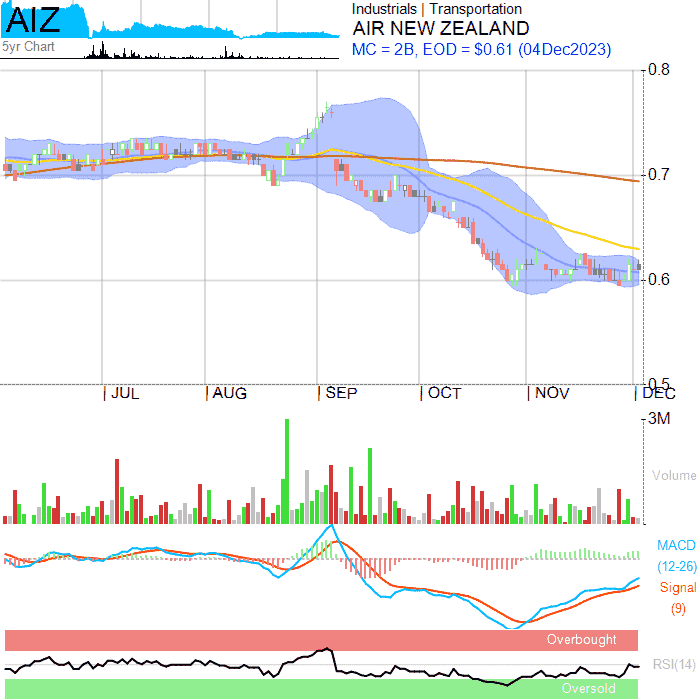 AIZ
5yr Chart
Industrials | Transportation
AIR NEW ZEALAND
MC = 2B, EOD = $0.61 (04Dec2023)
0.8
0.7
0.6
0.5
| JUL | AUG | SEP | OCT | NOV | DEC
3M
Volume
MACD
(12-26)
Signal
(9)
Overbought
RSI(14)
Oversold